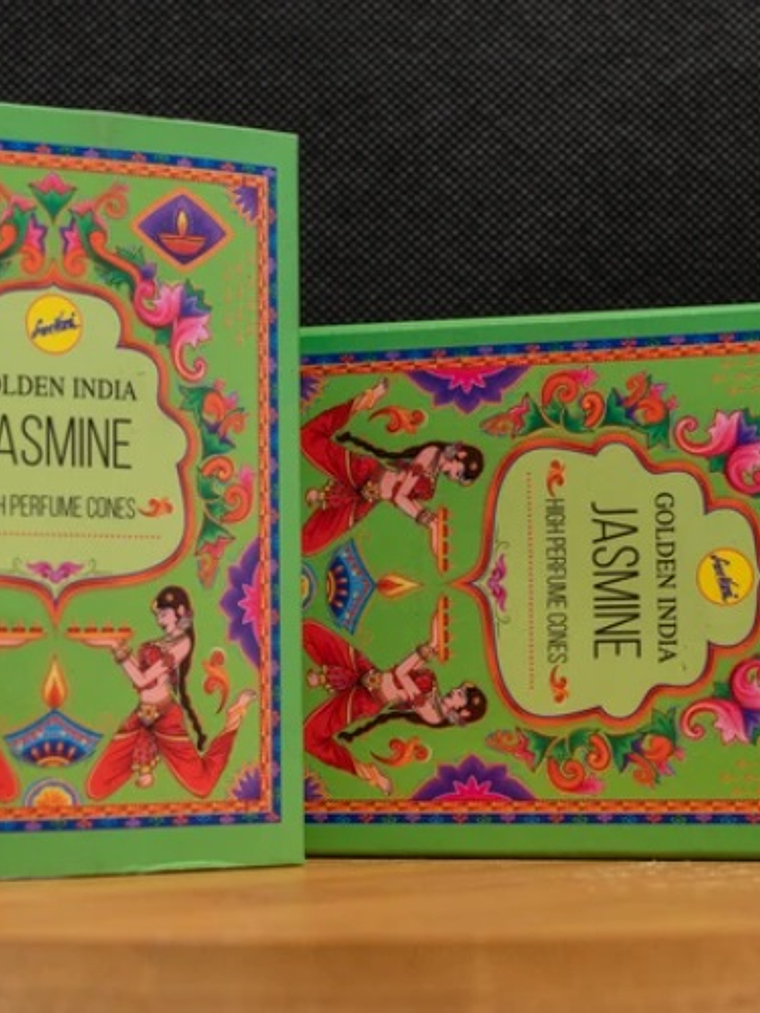 OLDEN INDIA
ASMINE
H PERFUME CONES
GOLDEN INDIA
JASMINE
HIGH PERFUME CONES